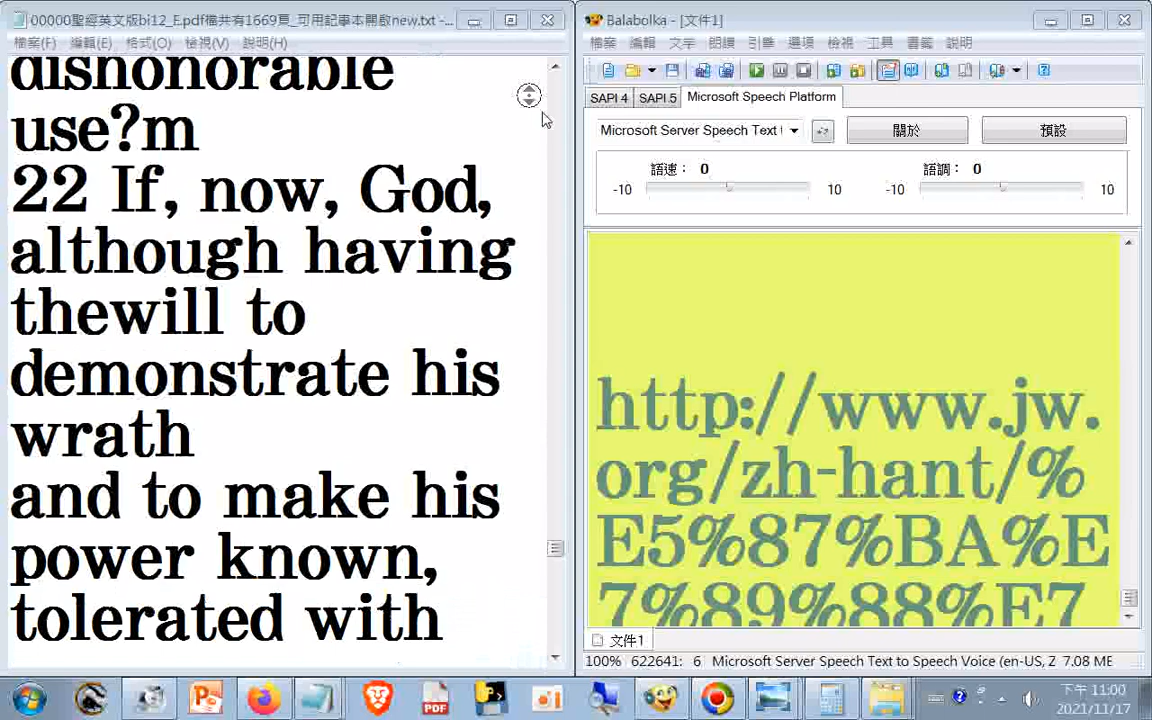 00000聖經英文版bi12_E.pdf檔共有1669頁_可用記事本開啟new.txt -...
檔案(F) 編輯(E) 格式(O) 檢視(V) 說明(H)
dishonorable
use?m
22 If, now, God,
although having
thewill to
demonstrate his
wrath
and to make his
power known,
tolerated with
Balabolka - [文件1]
檔案 編輯 文字 朗讀 引擎 選項 檢視 工具 書籤 說明
SAPI 4 SAPI 5 Microsoft Speech Platform
Microsoft Server Speech Text
關於 預設
語速： 0 語調： 0
-10 10 -10 10
http://www.jw.
org/zh-hant/%
E5%87%BA%E
7%89%88%E7
文件1
100% 622641: 6 Microsoft Server Speech Text to Speech Voice (en-US, Z 7.08 ME
PDF
下午 11:00
2021/11/17